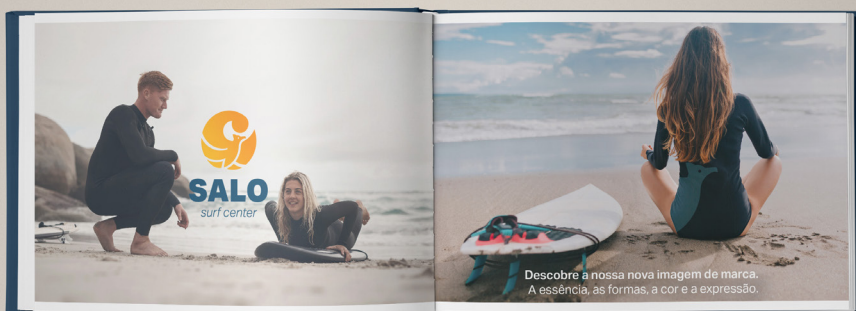 SALO
surf center
Descobre a nossa nova imagem de marca.
A essência, as formas, a cor e a expressão.